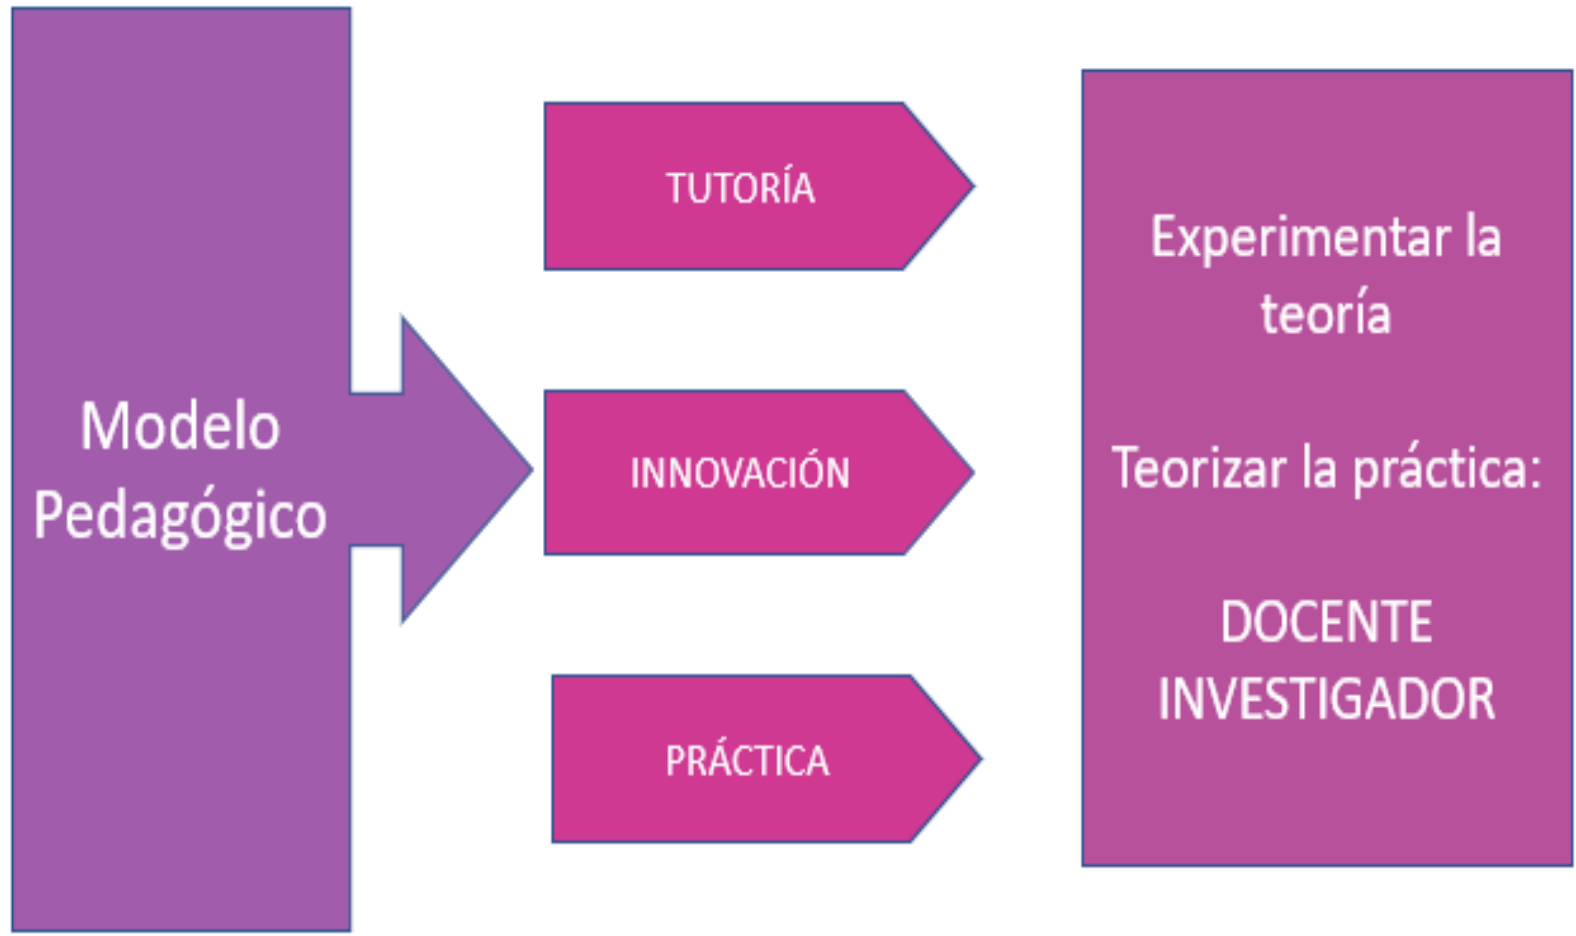 Modelo
Pedagógico
TUTORÍA
INNOVACIÓN
PRÁCTICA
Experimentar la
teoría
Teorizar la práctica:
DOCENTE
INVESTIGADOR